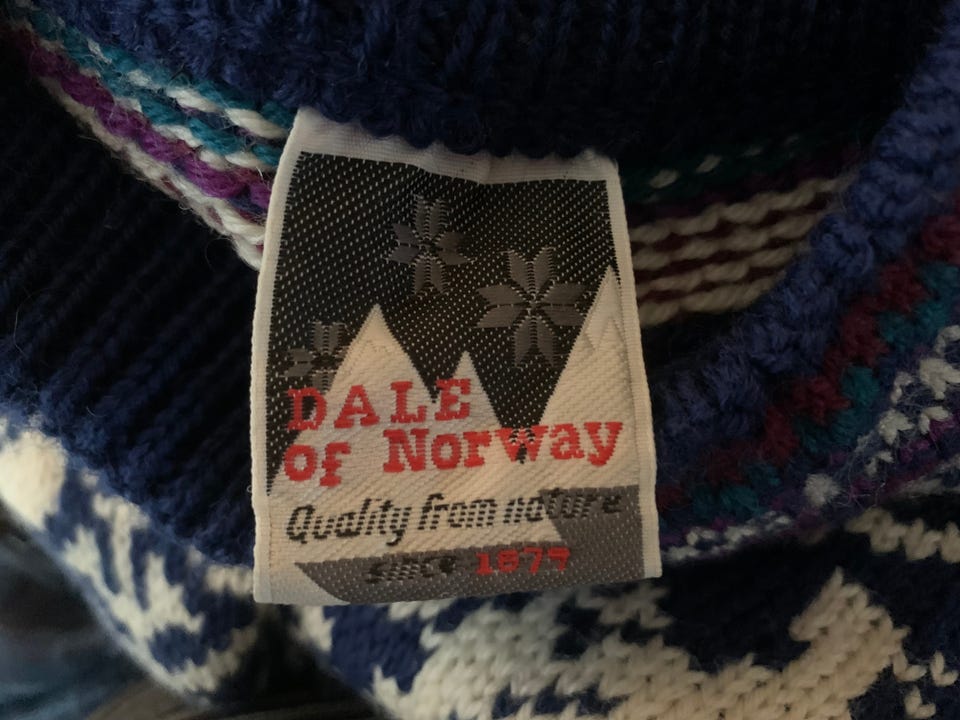 DALE
of Norway
Quality from nature
since 1879